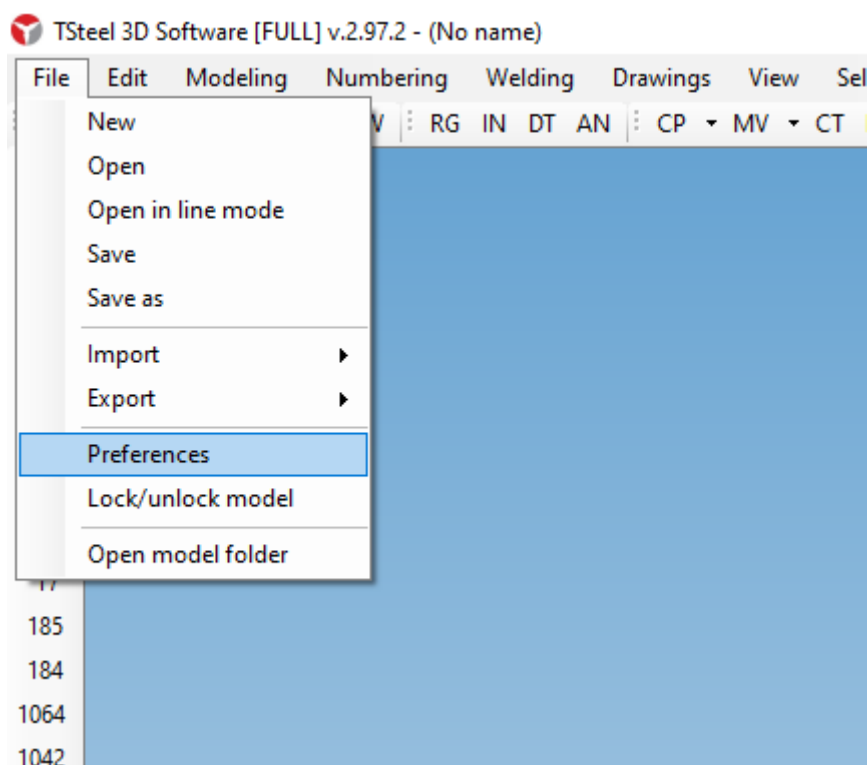 TSteel 3D Software [FULL] v.2.97.2 - (No name)
File Edit Modeling Numbering Welding Drawings View Sel
RG IN DT AN CP MV CT
New
Open
Open in line mode
Save
Save as
Import
Export
Preferences
Lock/unlock model
Open model folder
17
185
184
1064
1042